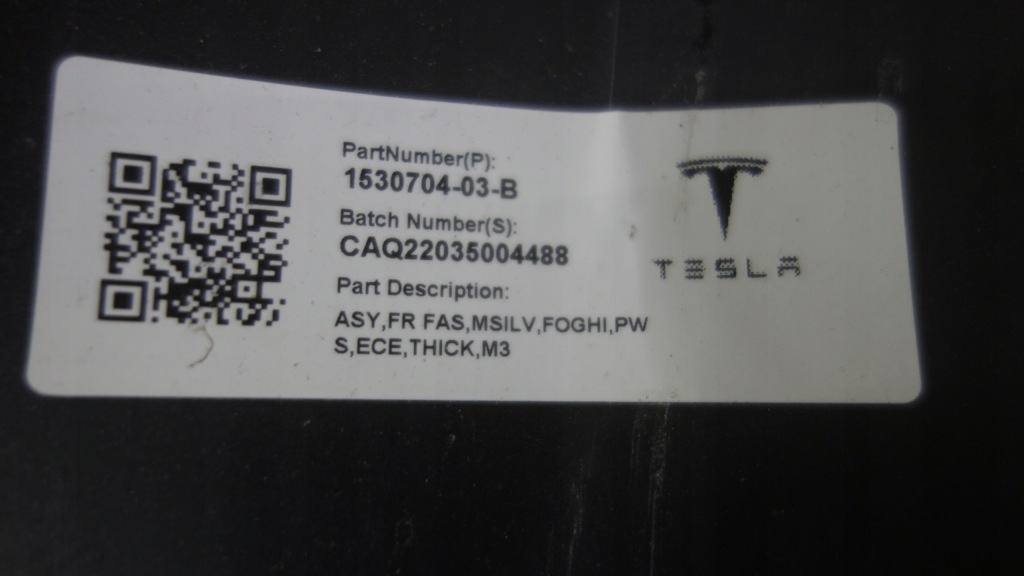 PartNumber(P):
1530704-03-B
Batch Number(S):
CAQ22035004488
Part Description:
ASY,FR FAS,MSILV,FOGHI,PW
S,ECE,THICK,M3
TESLA